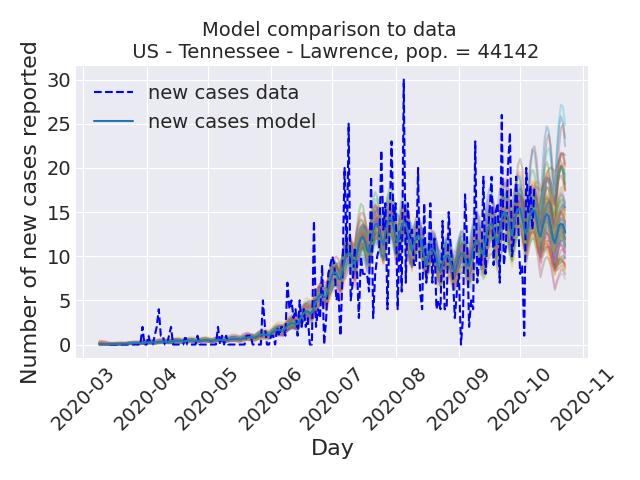 Model comparison to data
US - Tennessee - Lawrence, pop. = 44142
Number of new cases reported
30
25
20
15
10
5
0
new cases data
new cases model
2020-03
2020-04
2020-05
2020-06
2020-07
2020-08
2020-09
2020-10
2020-11
Day